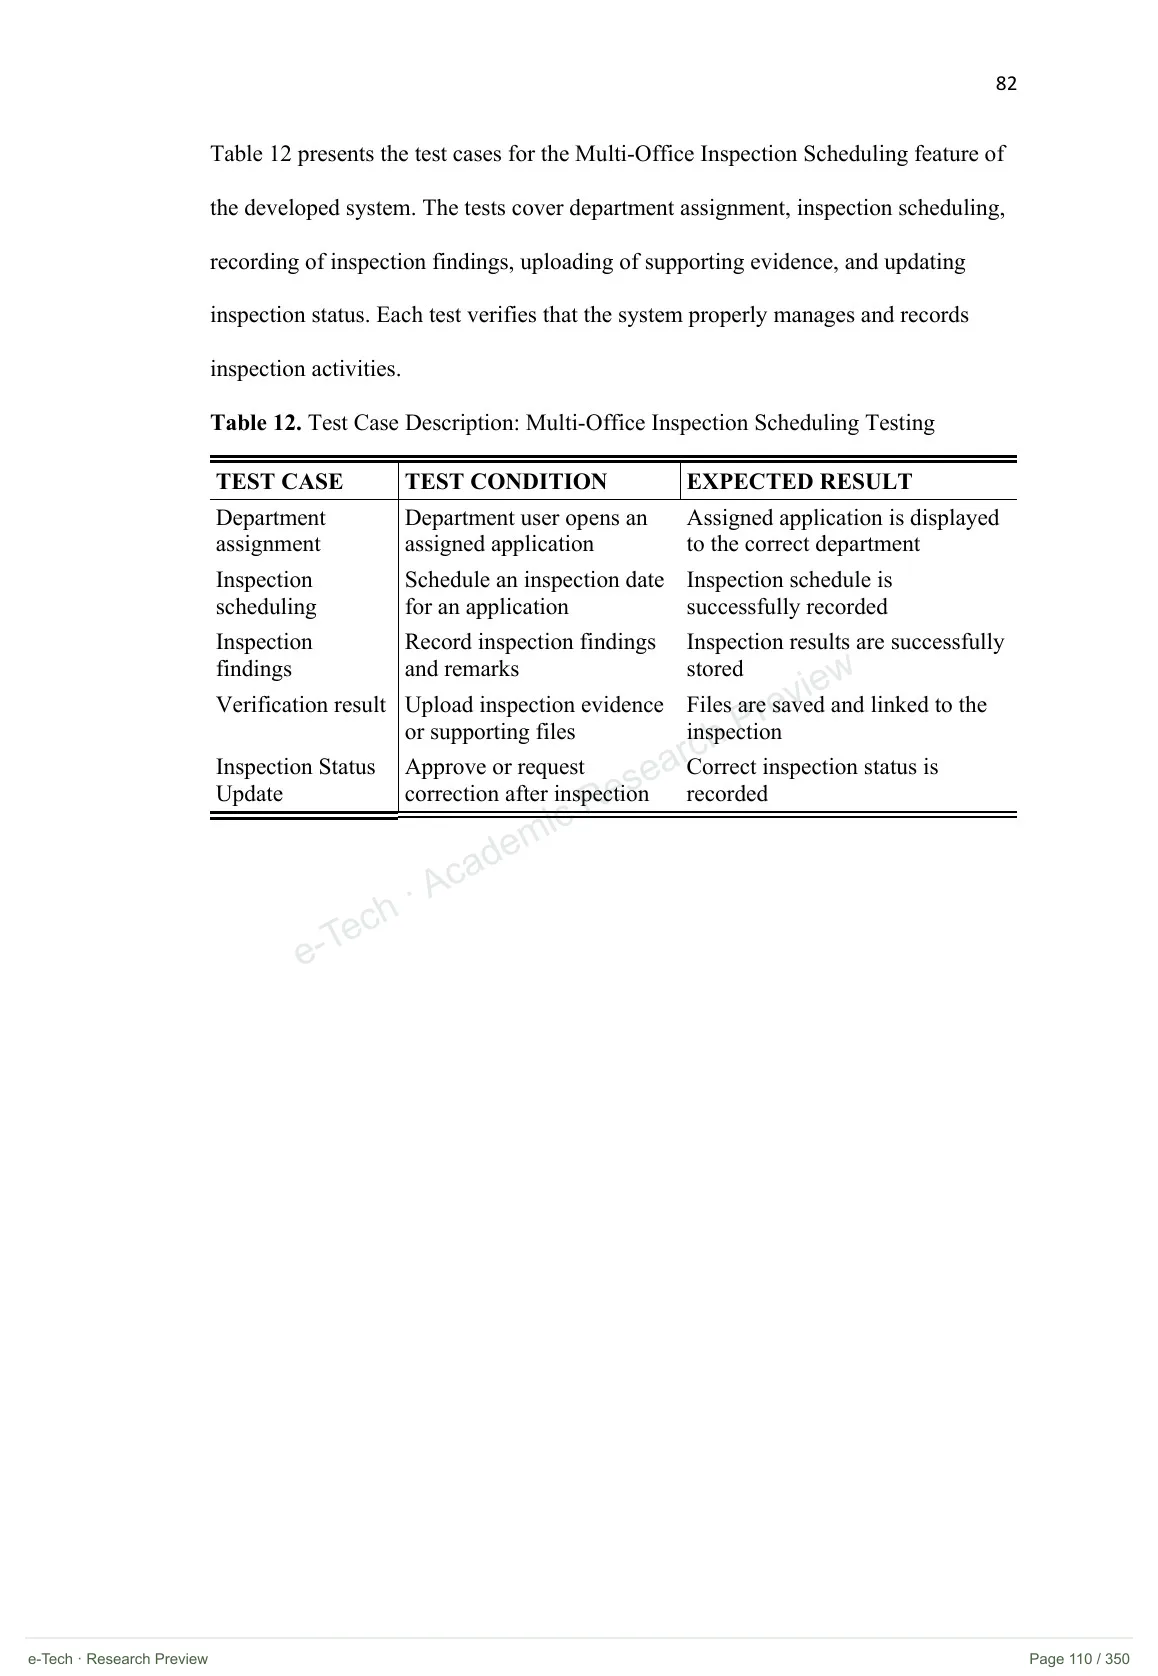 82
Table 12 presents the test cases for the Multi-Office Inspection Scheduling feature of
the developed system. The tests cover department assignment, inspection scheduling,
recording of inspection findings, uploading of supporting evidence, and updating
inspection status. Each test verifies that the system properly manages and records
inspection activities.
Table 12. Test Case Description: Multi-Office Inspection Scheduling Testing
TEST CASE TEST CONDITION EXPECTED RESULT
Department Department user opens an Assigned application is displayed
assignment assigned application to the correct department
Inspection Schedule an inspection date Inspection schedule is
scheduling for an application successfully recorded
Inspection Record inspection findings Inspection results are successfully
findings and remarks stored
Verification result Upload inspection evidence Files are saved and linked to the
or supporting files inspection
Inspection Status Approve or request Correct inspection status is
Update correction after inspection recorded
e-Tech · Academic Research Preview
e-Tech · Research Preview Page 110 / 350